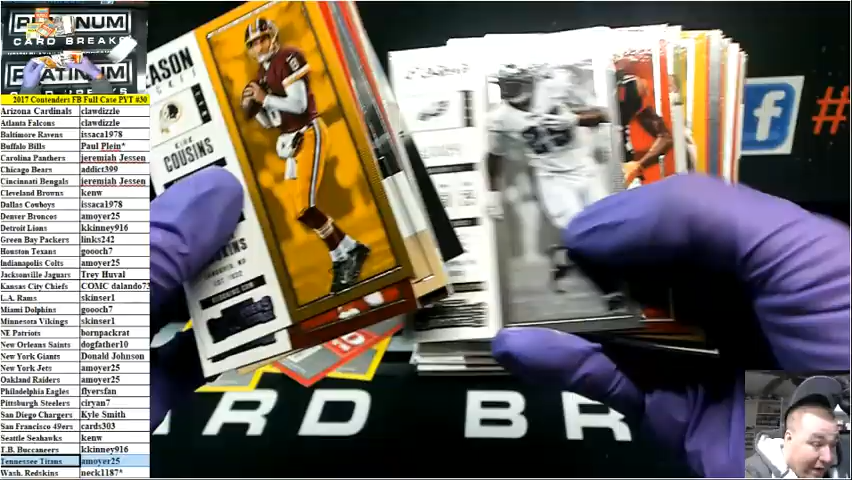 PLATINUM
CARD BREAKS
PLATINUM
2017 Contenders FB Full Case PYT #30
Arizona Cardinals clawdizzle
Atlanta Falcons clawdizzle
Baltimore Ravens issaca1978
Buffalo Bills Paul Plein*
Carolina Panthers jeremiah Jessen
Chicago Bears addict399
Cincinnati Bengals jeremiah Jessen
Cleveland Browns kenw
Dallas Cowboys issaca1978
Denver Broncos amoyer25
Detroit Lions kkinney916
Green Bay Packers links242
Houston Texans goooch7
Indianapolis Colts amoyer25
Jacksonville Jaguars Trey Huval
Kansas City Chiefs COMC dalando73
L.A. Rams skinser1
Miami Dolphins goooch7
Minnesota Vikings skinser1
NE Patriots bornpackrat
New Orleans Saints dogfather10
New York Giants Donald Johnson
New York Jets amoyer25
Oakland Raiders amoyer25
Philadelphia Eagles flyersfan
Pittsburgh Steelers ciryan7
San Diego Chargers Kyle Smith
San Francisco 49ers cards303
Seattle Seahawks kenw
T.B. Buccaneers kkinney916
Tennessee Titans amoyer25
Wash. Redskins neck1187*
KIRK
COUSINS
f #
RD BR